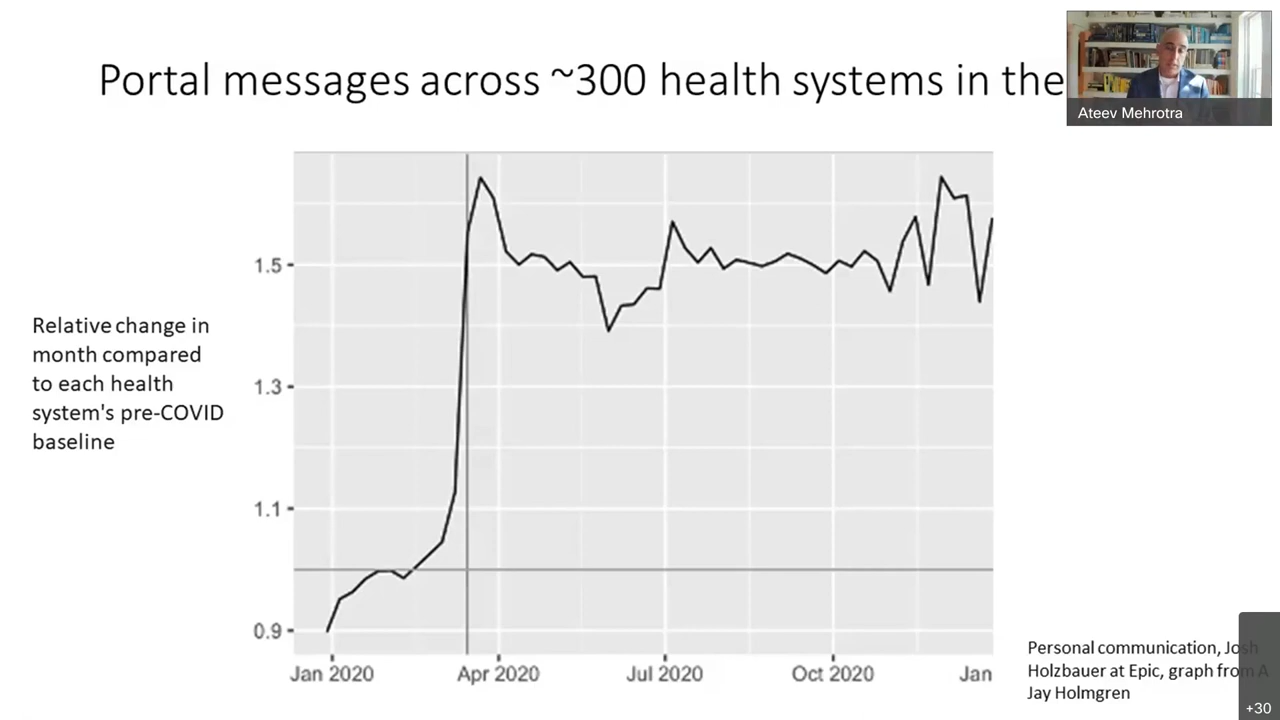 Portal messages across ~300 health systems in the
Ateev Mehrotra
1.5
1.3
1.1
0.9
Relative change in
month compared
to each health
system's pre-COVID
baseline
Jan 2020
Apr 2020
Jul 2020
Oct 2020
Jan
Personal communication, Josh
Holzbauer at Epic, graph from A
Jay Holmgren
+30